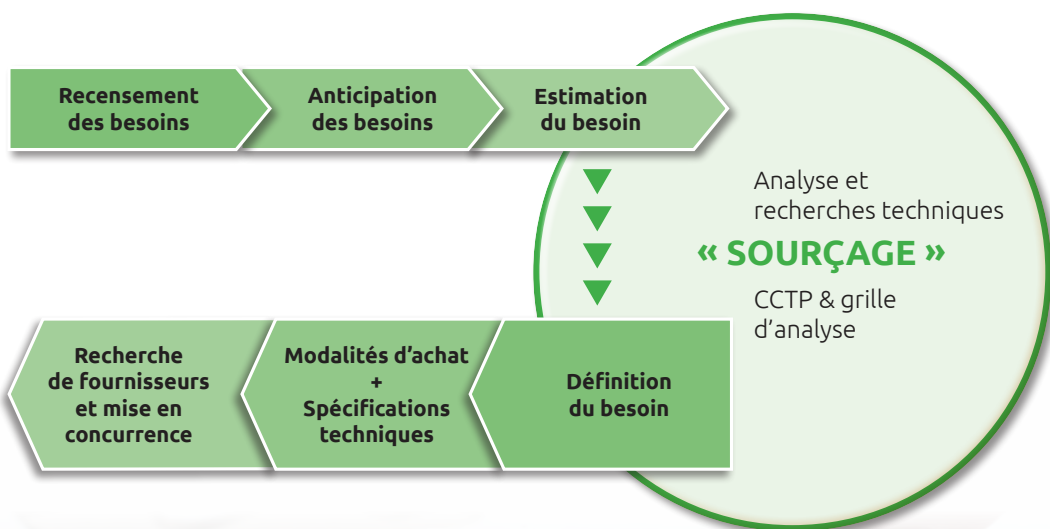 Recensement
des besoins
Anticipation
des besoins
Estimation
du besoin
Analyse et
recherches techniques
« SOURÇAGE »
CCTP & grille
d’analyse
Définition
du besoin
Modalités d’achat
+
Spécifications
techniques
Recherche
de fournisseurs
et mise en
concurrence